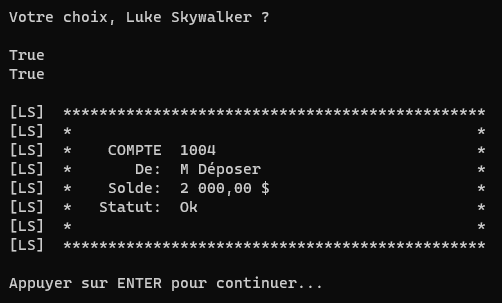 Votre choix, Luke Skywalker ?
True
True
[LS]  ***********************************************
[LS]  *                                             *
[LS]  *    COMPTE  1004                             *
[LS]  *       De:  M Déposer                        *
[LS]  *    Solde:  2 000,00 $                       *
[LS]  *   Statut:  Ok                               *
[LS]  *                                             *
[LS]  ***********************************************
Appuyer sur ENTER pour continuer...